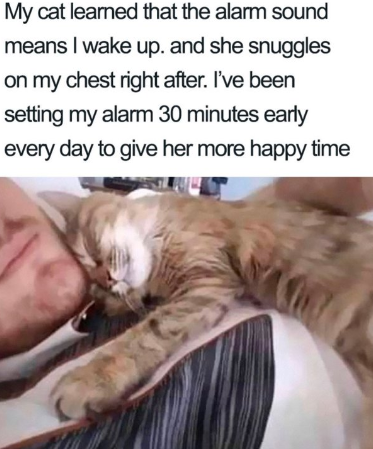 My cat learned that the alarm sound
means I wake up. and she snuggles
on my chest right after. I've been
setting my alarm 30 minutes early
every day to give her more happy time